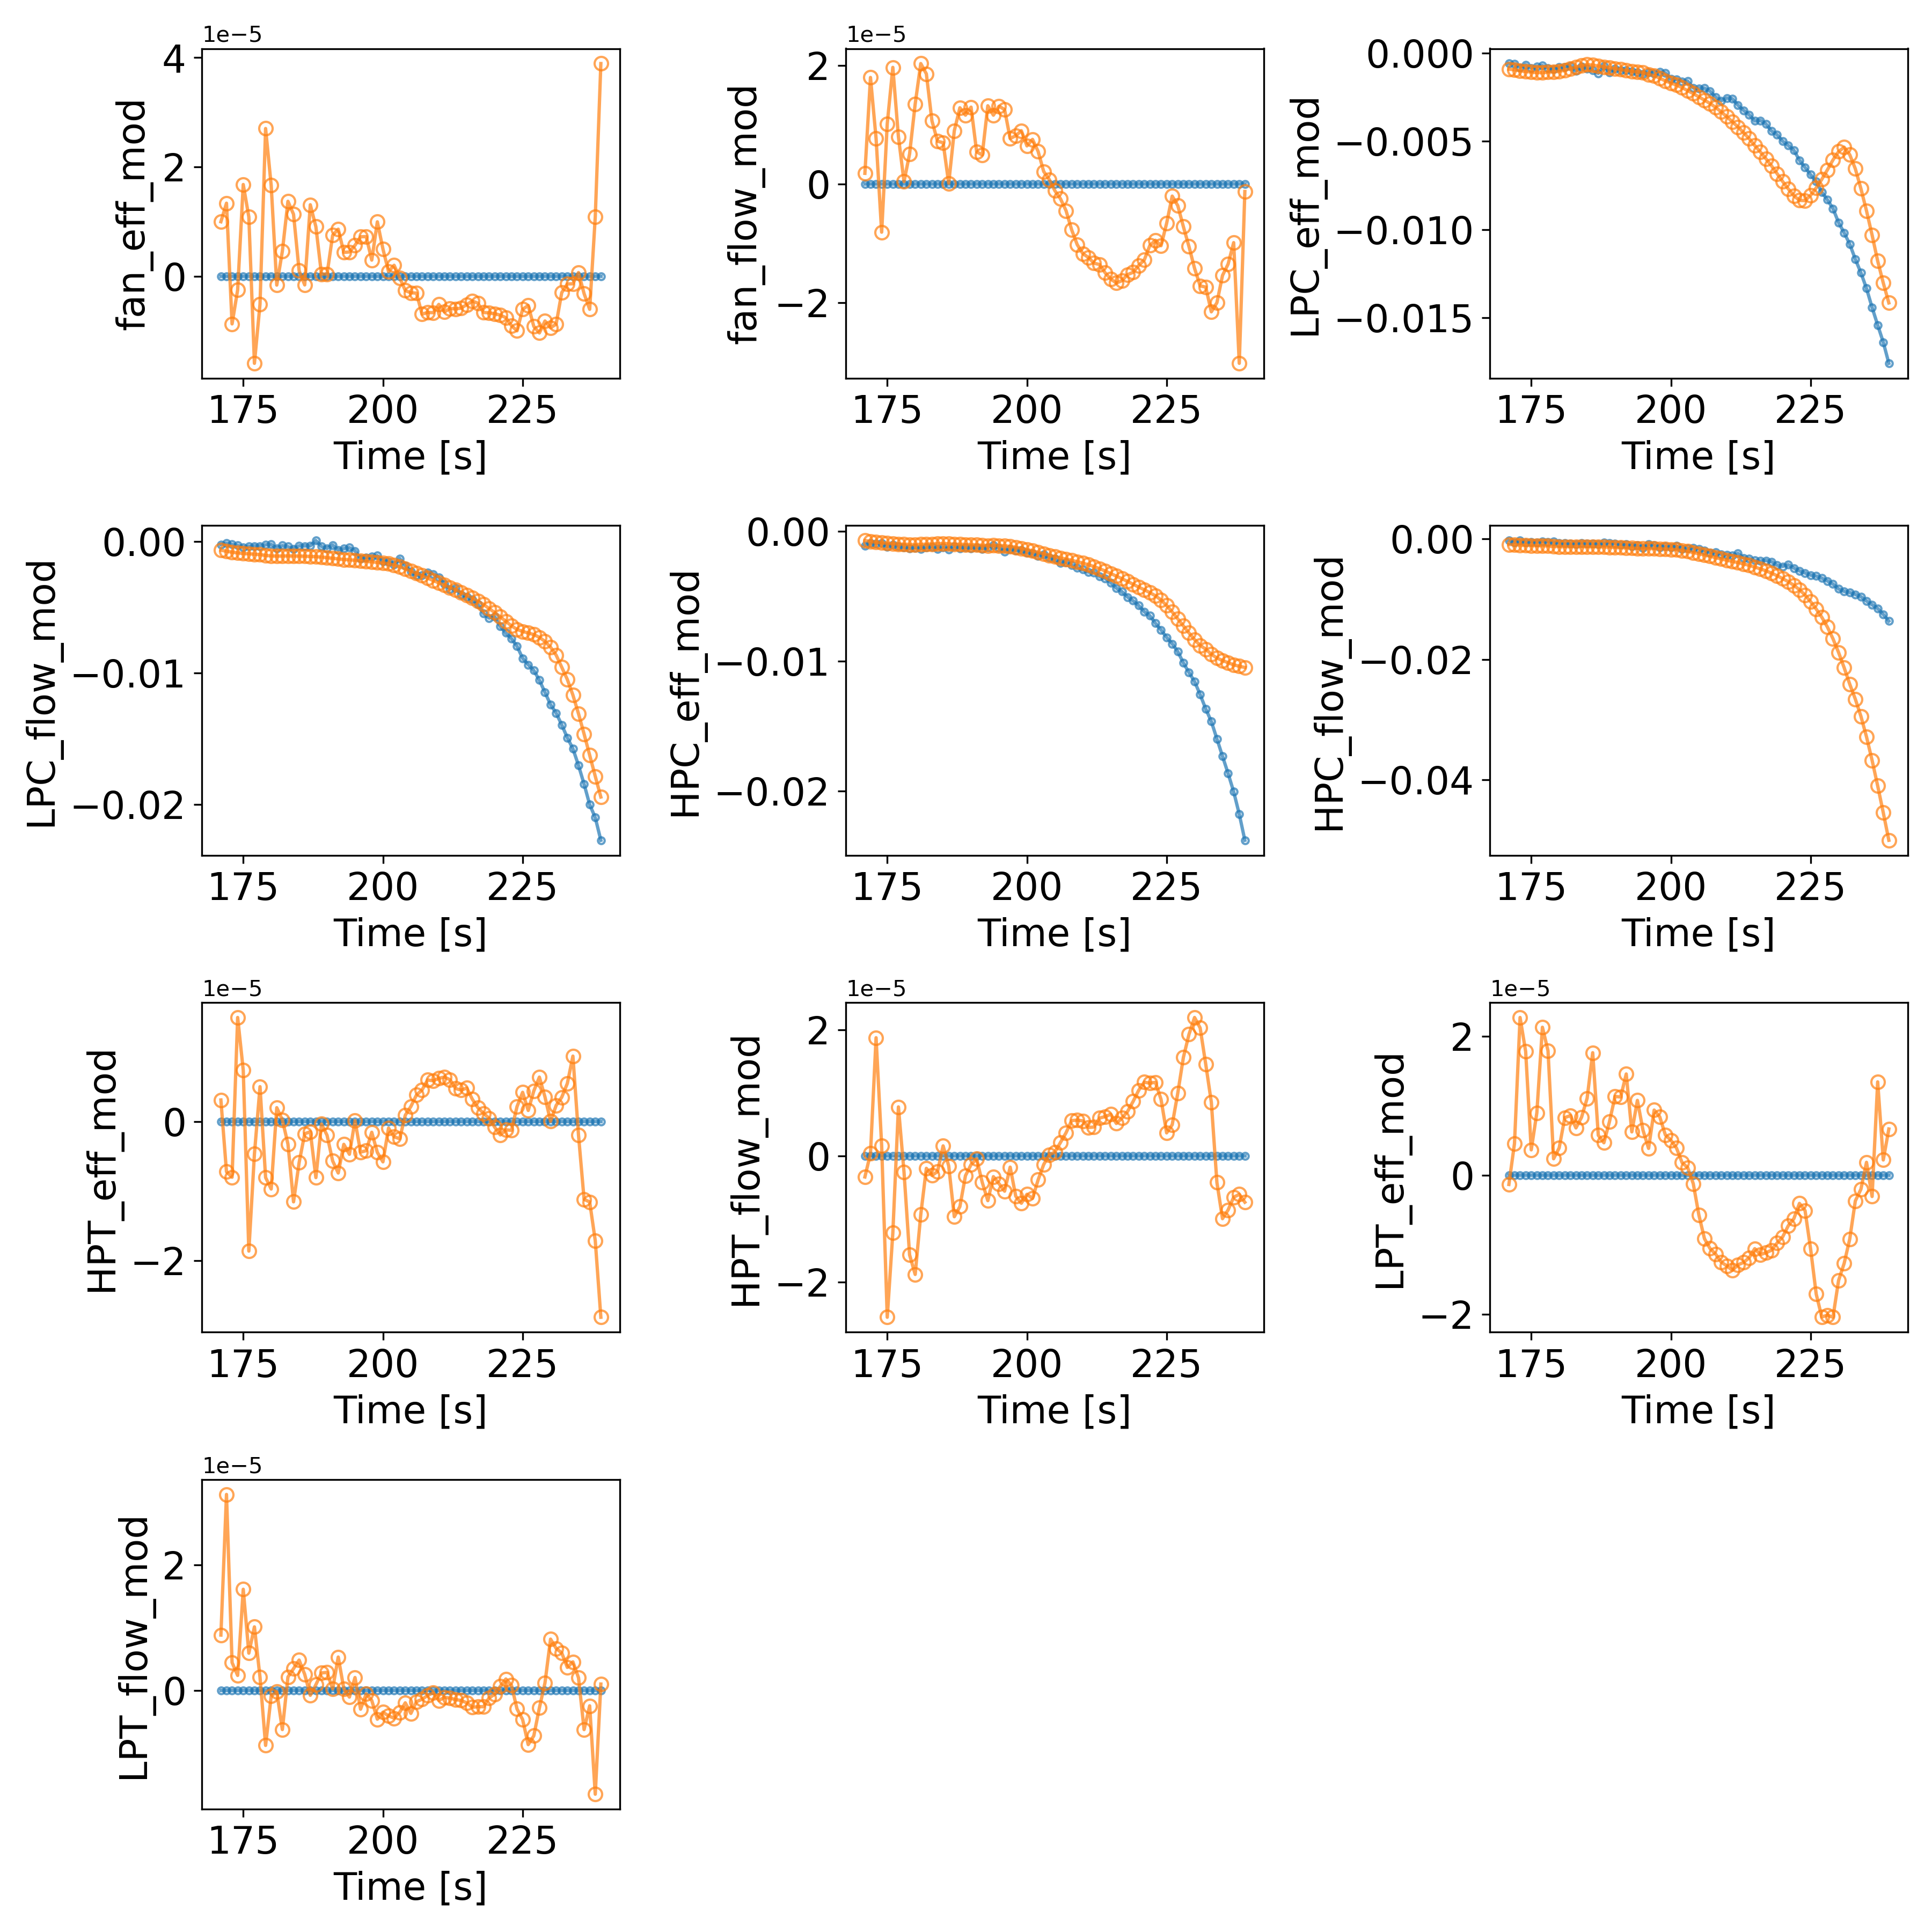 1e−5
4
2
0
fan_eff_mod
175 200 225
Time [s]
1e−5
2
0
−2
fan_flow_mod
175 200 225
Time [s]
0.000
−0.005
−0.010
−0.015
LPC_eff_mod
175 200 225
Time [s]
0.00
−0.01
−0.02
LPC_flow_mod
175 200 225
Time [s]
0.00
−0.01
−0.02
HPC_eff_mod
175 200 225
Time [s]
0.00
−0.02
−0.04
HPC_flow_mod
175 200 225
Time [s]
1e−5
0
−2
HPT_eff_mod
175 200 225
Time [s]
1e−5
2
0
−2
HPT_flow_mod
175 200 225
Time [s]
1e−5
2
0
−2
LPT_eff_mod
175 200 225
Time [s]
1e−5
2
0
LPT_flow_mod
175 200 225
Time [s]